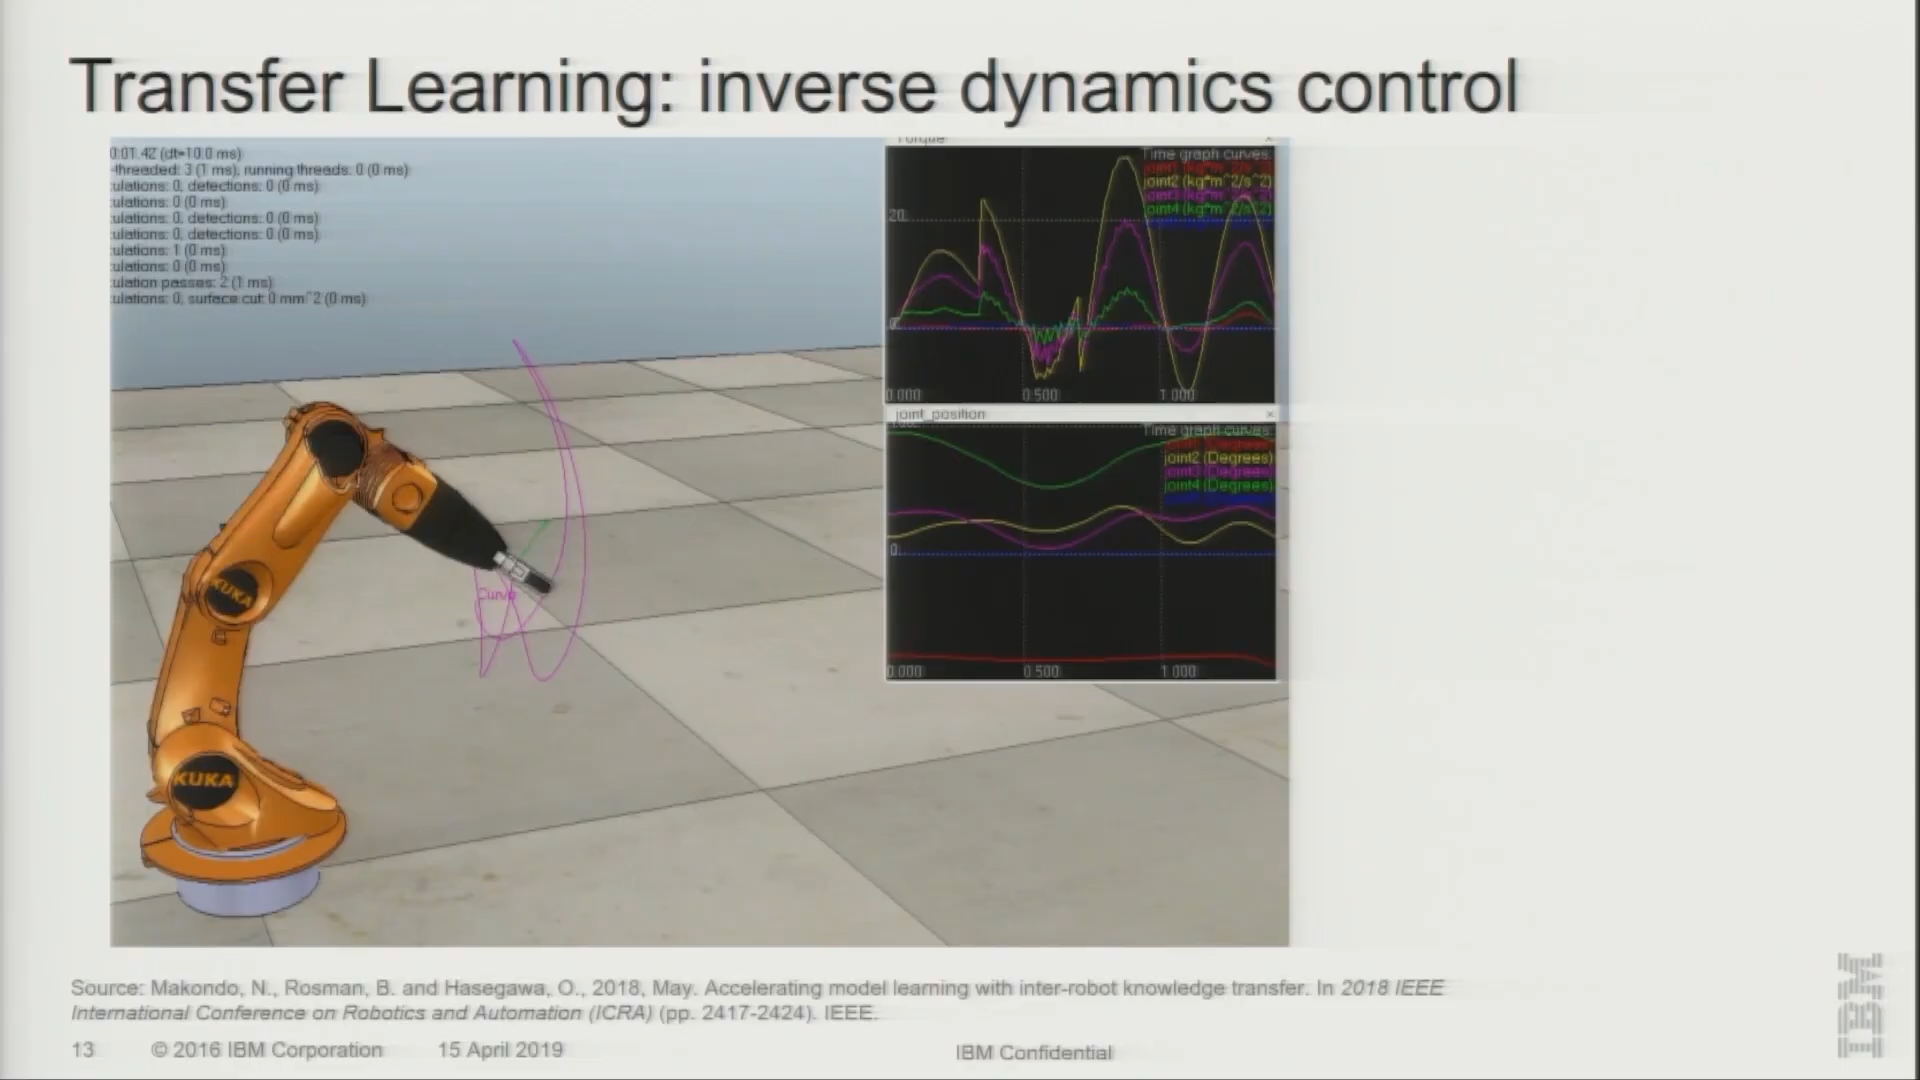 Transfer Learning: inverse dynamics control
0:01.42 (dt=10.0 ms)
-threaded: 3 (1 ms), running threads: 0 (0 ms)
ulations: 0, detections: 0 (0 ms)
ulations: 0 (0 ms)
ulations: 0, detections: 0 (0 ms)
ulations: 0, detections: 0 (0 ms)
ulations: 1 (0 ms)
ulations: 0 (0 ms)
ulation passes: 2 (1 ms)
ulations: 0, surface cut: 0 mm^2 (0 ms)
Time graph curves:
joint2 (kg*m^2/s^2)
joint4 (kg*m^2/s^2)
20
0
0.000 0.500 1.000
joint_position
Time graph curves:
joint2 (Degrees)
joint4 (Degrees)
0
0.000 0.500 1.000
Curve
KUKA
KUKA
Source: Makondo, N., Rosman, B. and Hasegawa, O., 2018, May. Accelerating model learning with inter-robot knowledge transfer. In 2018 IEEE
International Conference on Robotics and Automation (ICRA) (pp. 2417-2424). IEEE.
13 © 2016 IBM Corporation 15 April 2019 IBM Confidential
IBM